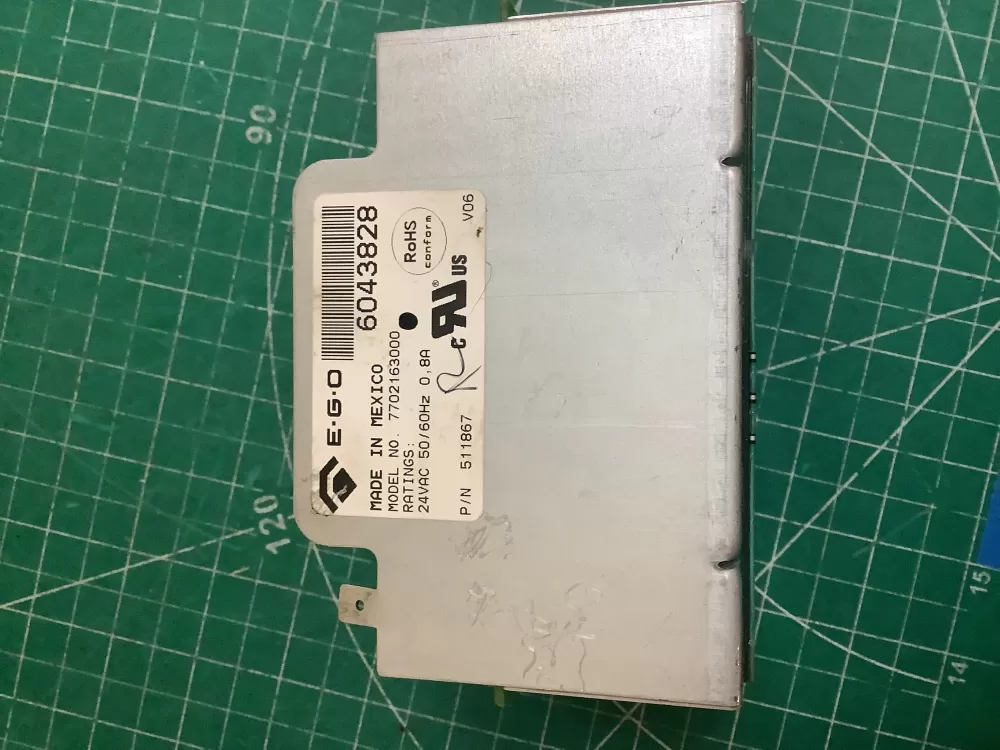 E·G·O
6043828
MADE IN MEXICO
MODEL NO. 7702163000
RATINGS:
24VAC 50/60Hz 0,8A
P/N 511867
V06
RoHS
conform
c RU® US
R
90
120
15
14